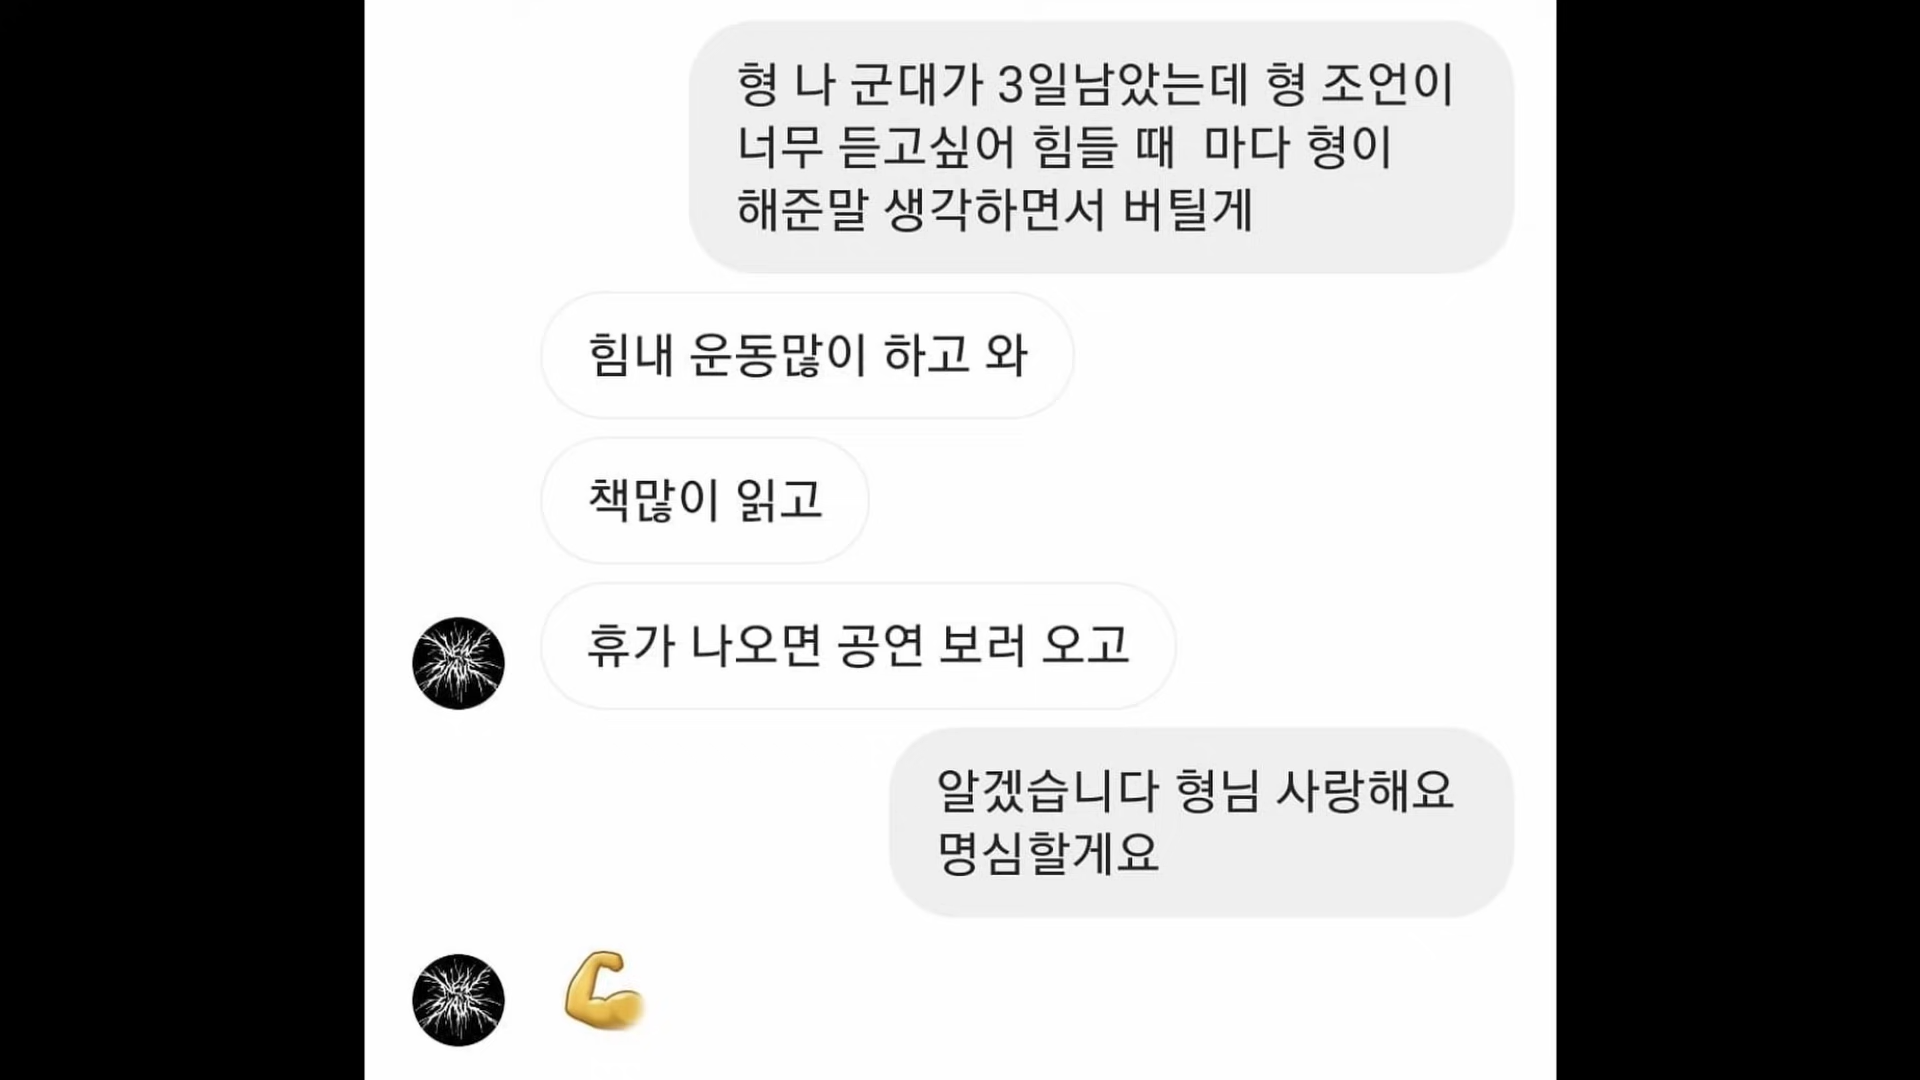 형 나 군대가 3일남았는데 형 조언이
너무 듣고싶어 힘들 때 마다 형이
해준말 생각하면서 버틸게
힘내 운동많이 하고 와
책많이 읽고
휴가 나오면 공연 보러 오고
알겠습니다 형님 사랑해요
명심할게요